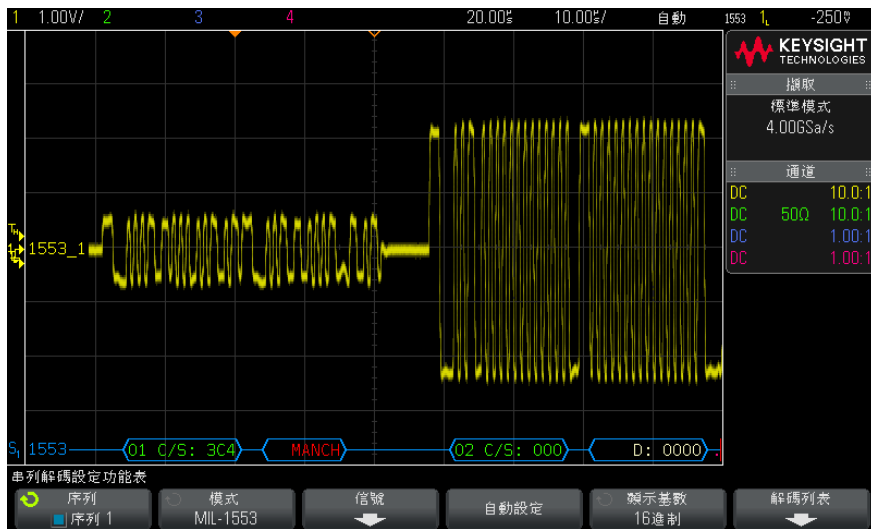 1 1.00V/ 2 3 4 20.00㎲ 10.00㎲/ 自動 1553 1L -250㎷
KEYSIGHT
TECHNOLOGIES
擷取
標準模式
4.00GSa/s
通道
DC 10.0:1
DC 50Ω 10.0:1
DC 1.00:1
DC 1.00:1
1553_1
S1 1553 01 C/S: 3C4 MANCH 02 C/S: 000 D: 0000
串列解碼設定功能表
序列
序列 1
模式
MIL-1553
信號
自動設定
顯示基數
16進制
解碼列表